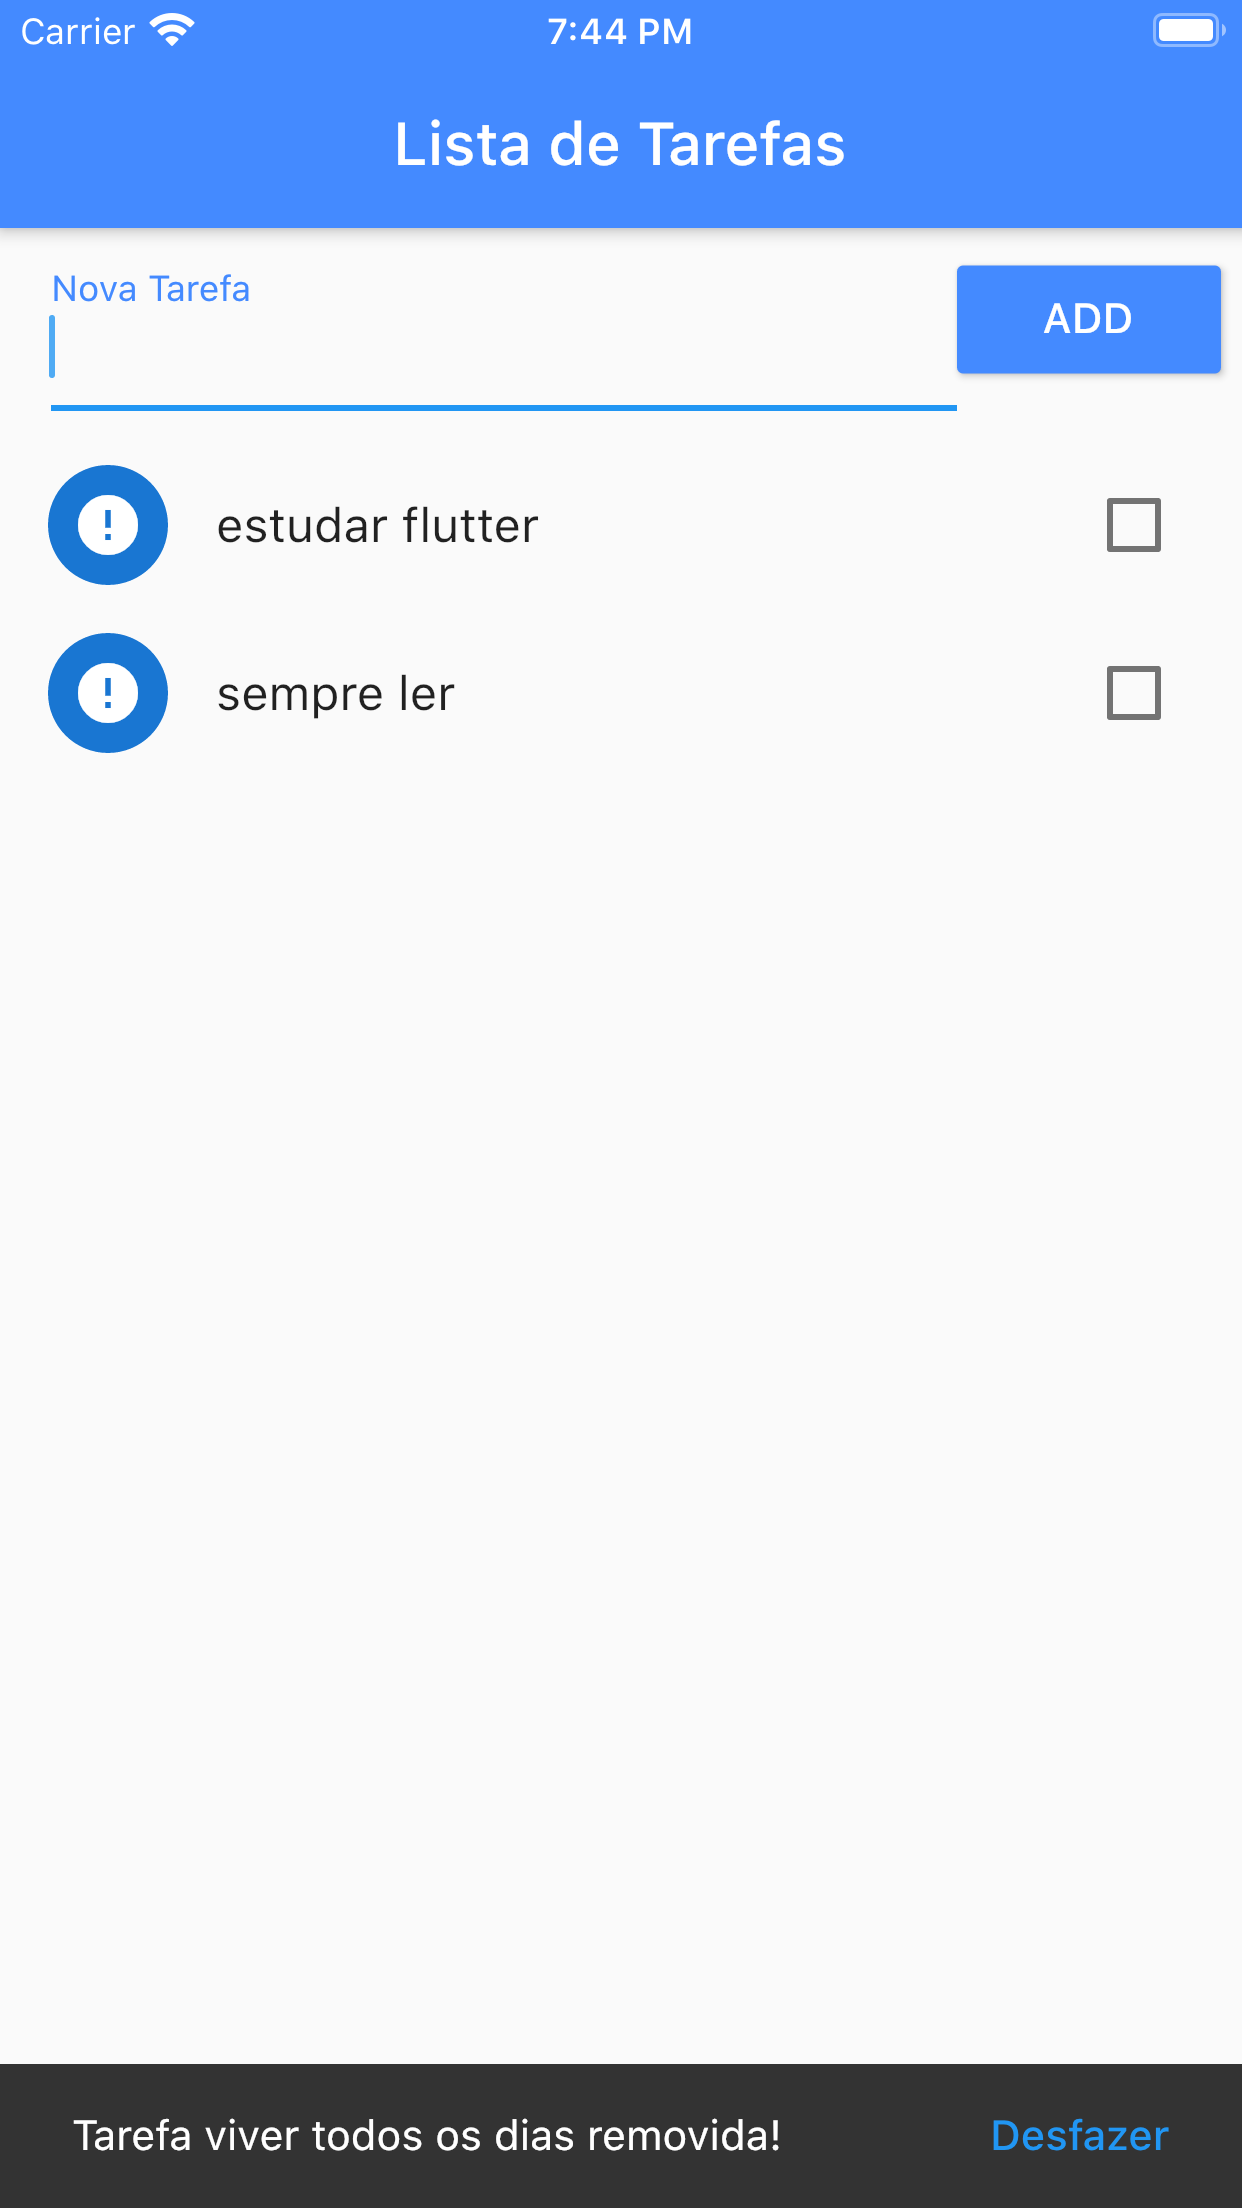 Carrier 7:44 PM
Lista de Tarefas
Nova Tarefa
ADD
estudar flutter
sempre ler
Tarefa viver todos os dias removida! Desfazer